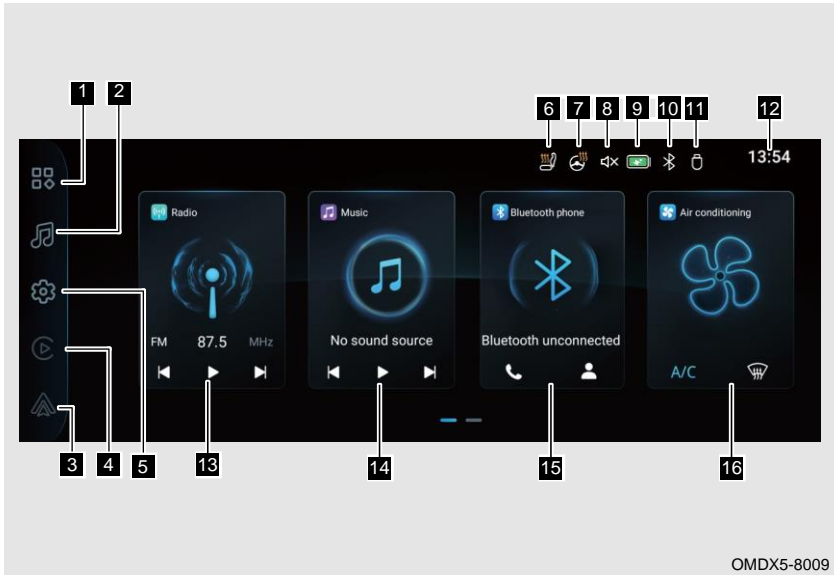 1 2
6 7 8 9 10 11 12
13:54
Radio
FM 87.5 MHz
Music
No sound source
Bluetooth phone
Bluetooth unconnected
Air conditioning
A/C
3 4 5 13 14 15 16
OMDX5-8009